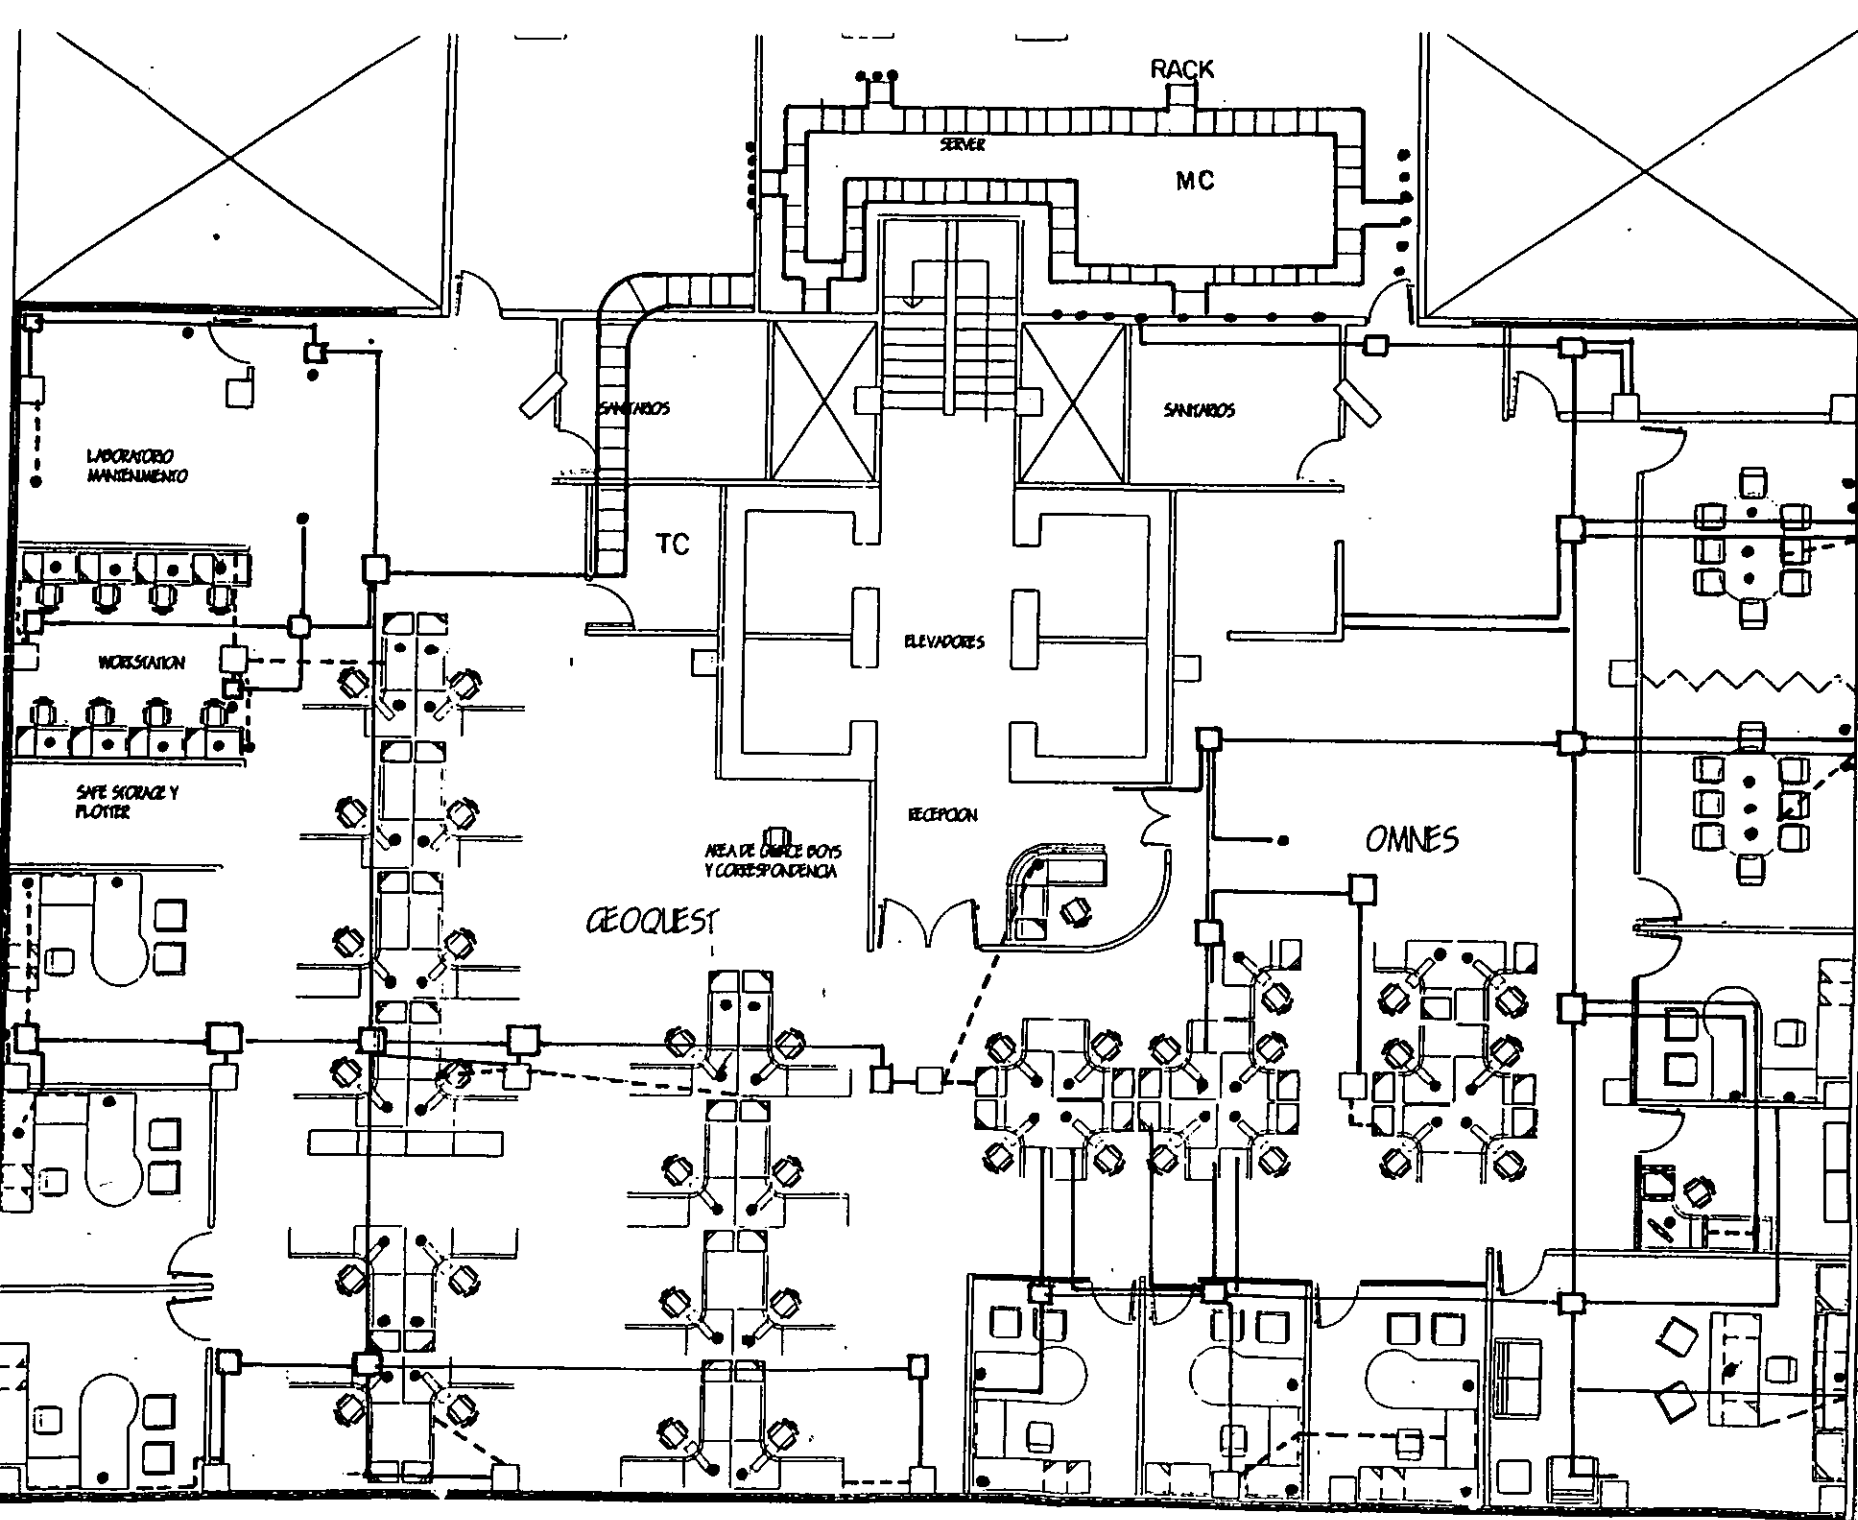 RACK
SERVER
MC
SANITARIOS
SANITARIOS
LABORATORIO
MANTENIMIENTO
TC
ELEVADORES
WORKSTATION
SAFE STORAGE Y
PLOTTER
RECEPCION
OMNES
AREA DE OFFICE BOYS
Y CORRESPONDENCIA
GEOQUEST